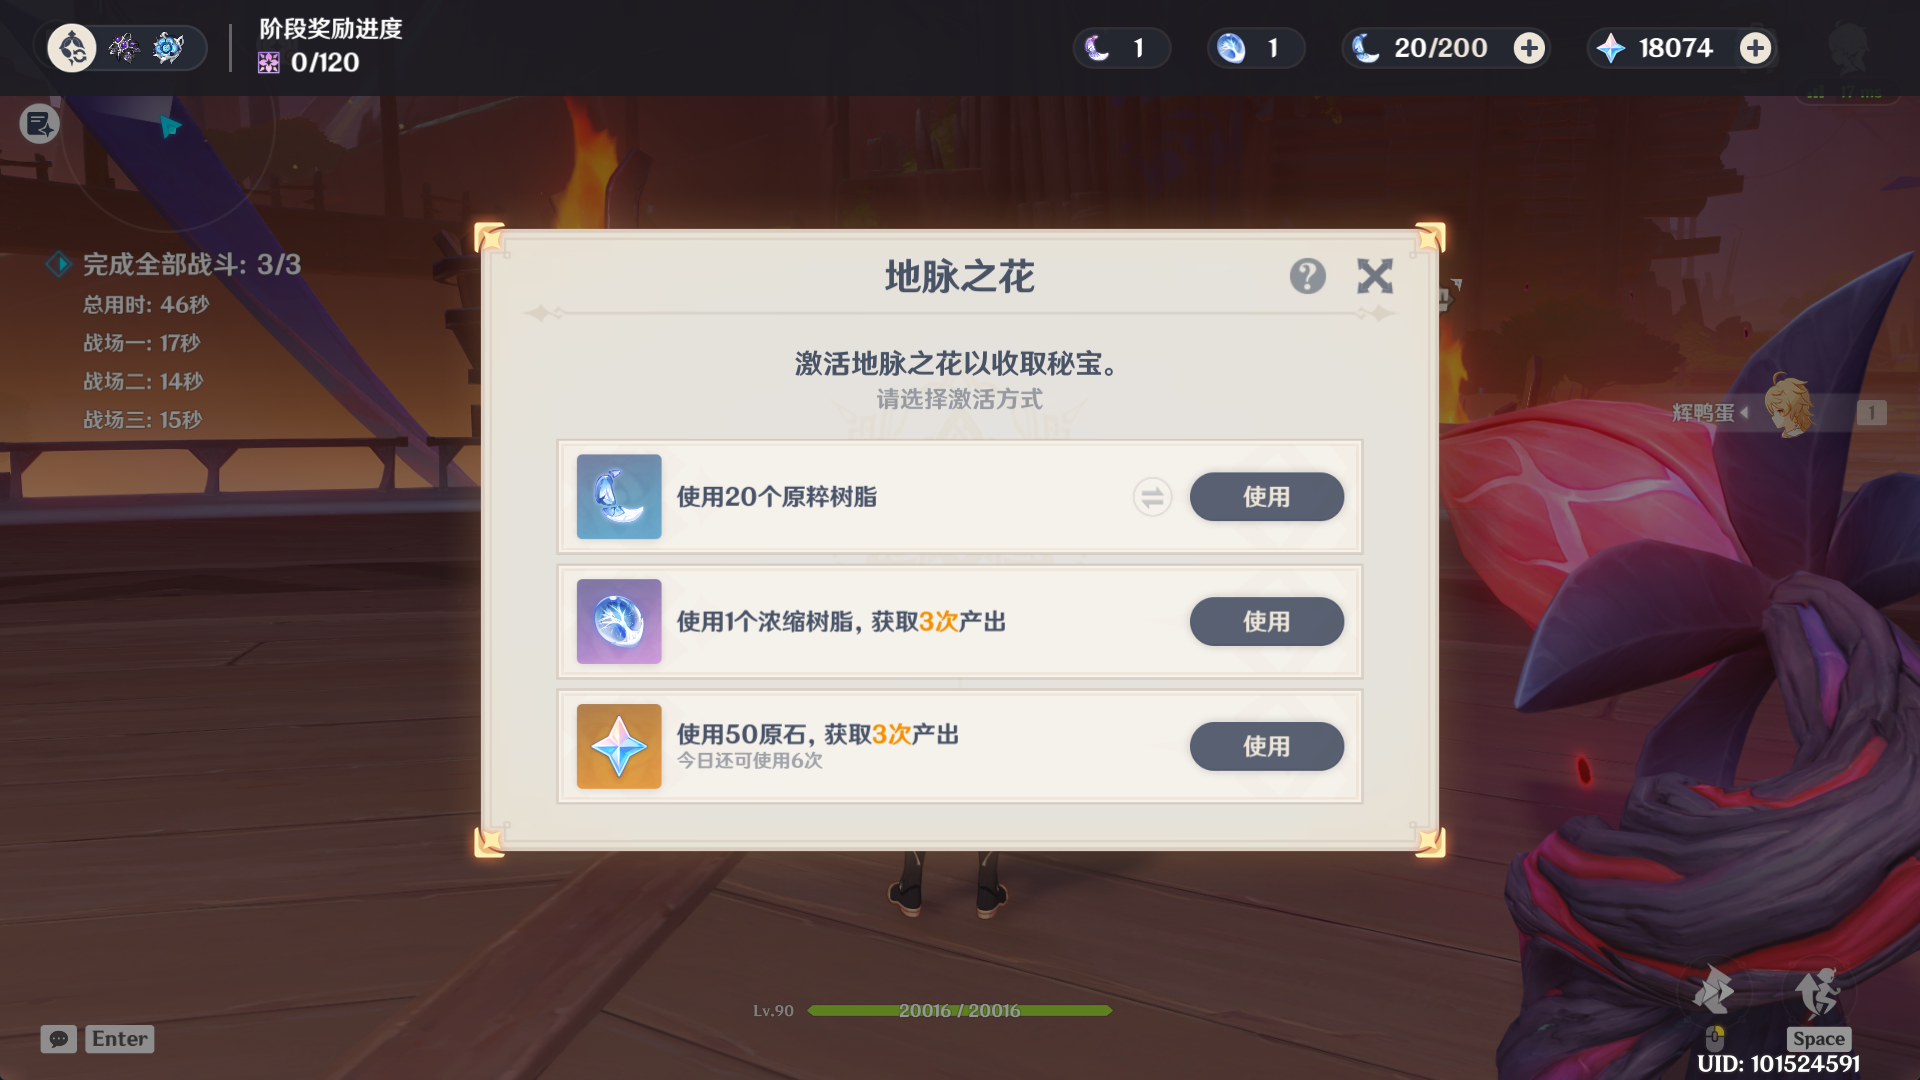 阶段奖励进度
0/120
1
1
20/200
18074
17 ms
完成全部战斗: 3/3
总用时: 46秒
战场一: 17秒
战场二: 14秒
战场三: 15秒
地脉之花
激活地脉之花以收取秘宝。
请选择激活方式
使用20个原粹树脂
使用
使用1个浓缩树脂, 获取3次产出
使用
使用50原石, 获取3次产出
今日还可使用6次
使用
辉鸭蛋
1
Lv.90
20016 / 20016
Enter
Space
UID: 101524591